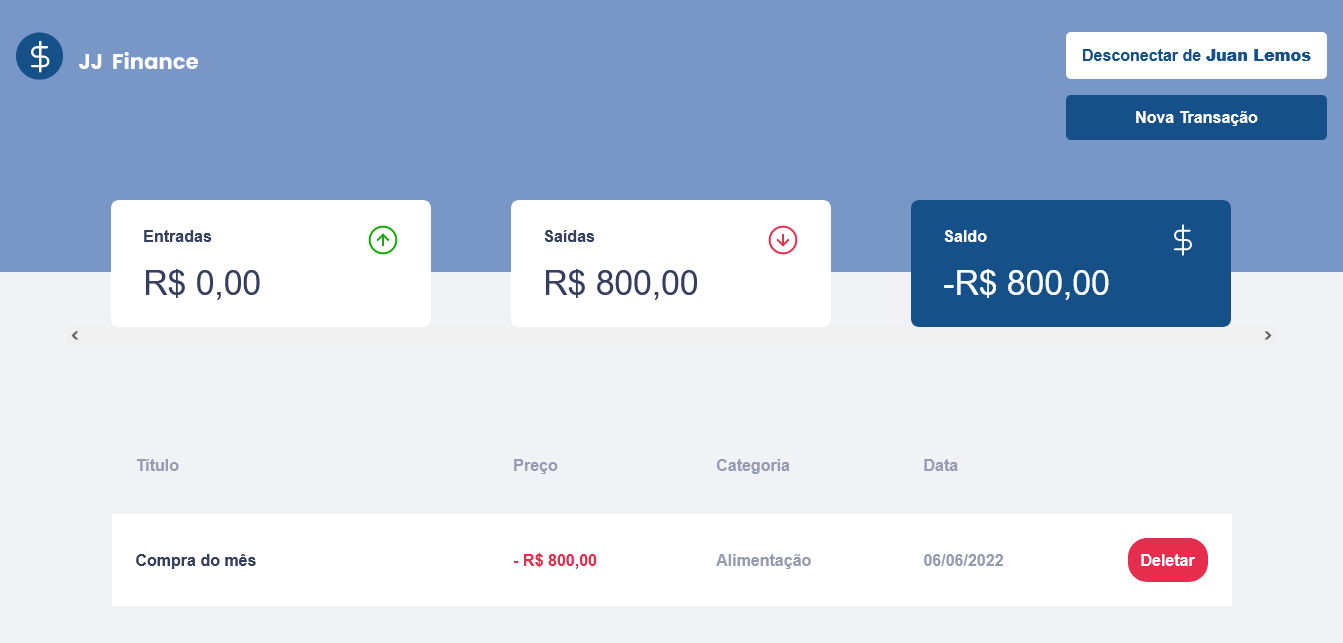 $ JJ Finance
Desconectar de Juan Lemos
Nova Transação
Entradas
R$ 0,00
Saídas
R$ 800,00
Saldo
$
-R$ 800,00
Título Preço Categoria Data
Compra do mês - R$ 800,00 Alimentação 06/06/2022 Deletar